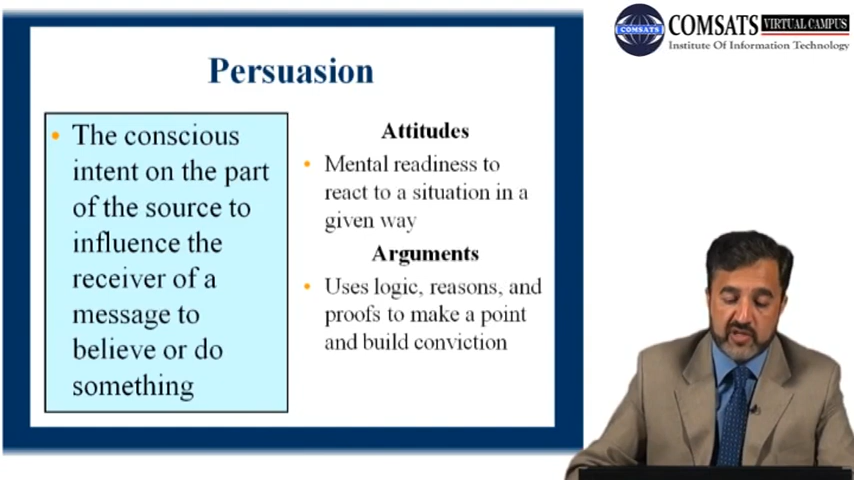 COMSATS VIRTUAL CAMPUS
Institute Of Information Technology
COMSATS
Persuasion
• The conscious
intent on the part
of the source to
influence the
receiver of a
message to
believe or do
something
Attitudes
• Mental readiness to
react to a situation in a
given way
Arguments
• Uses logic, reasons, and
proofs to make a point
and build conviction